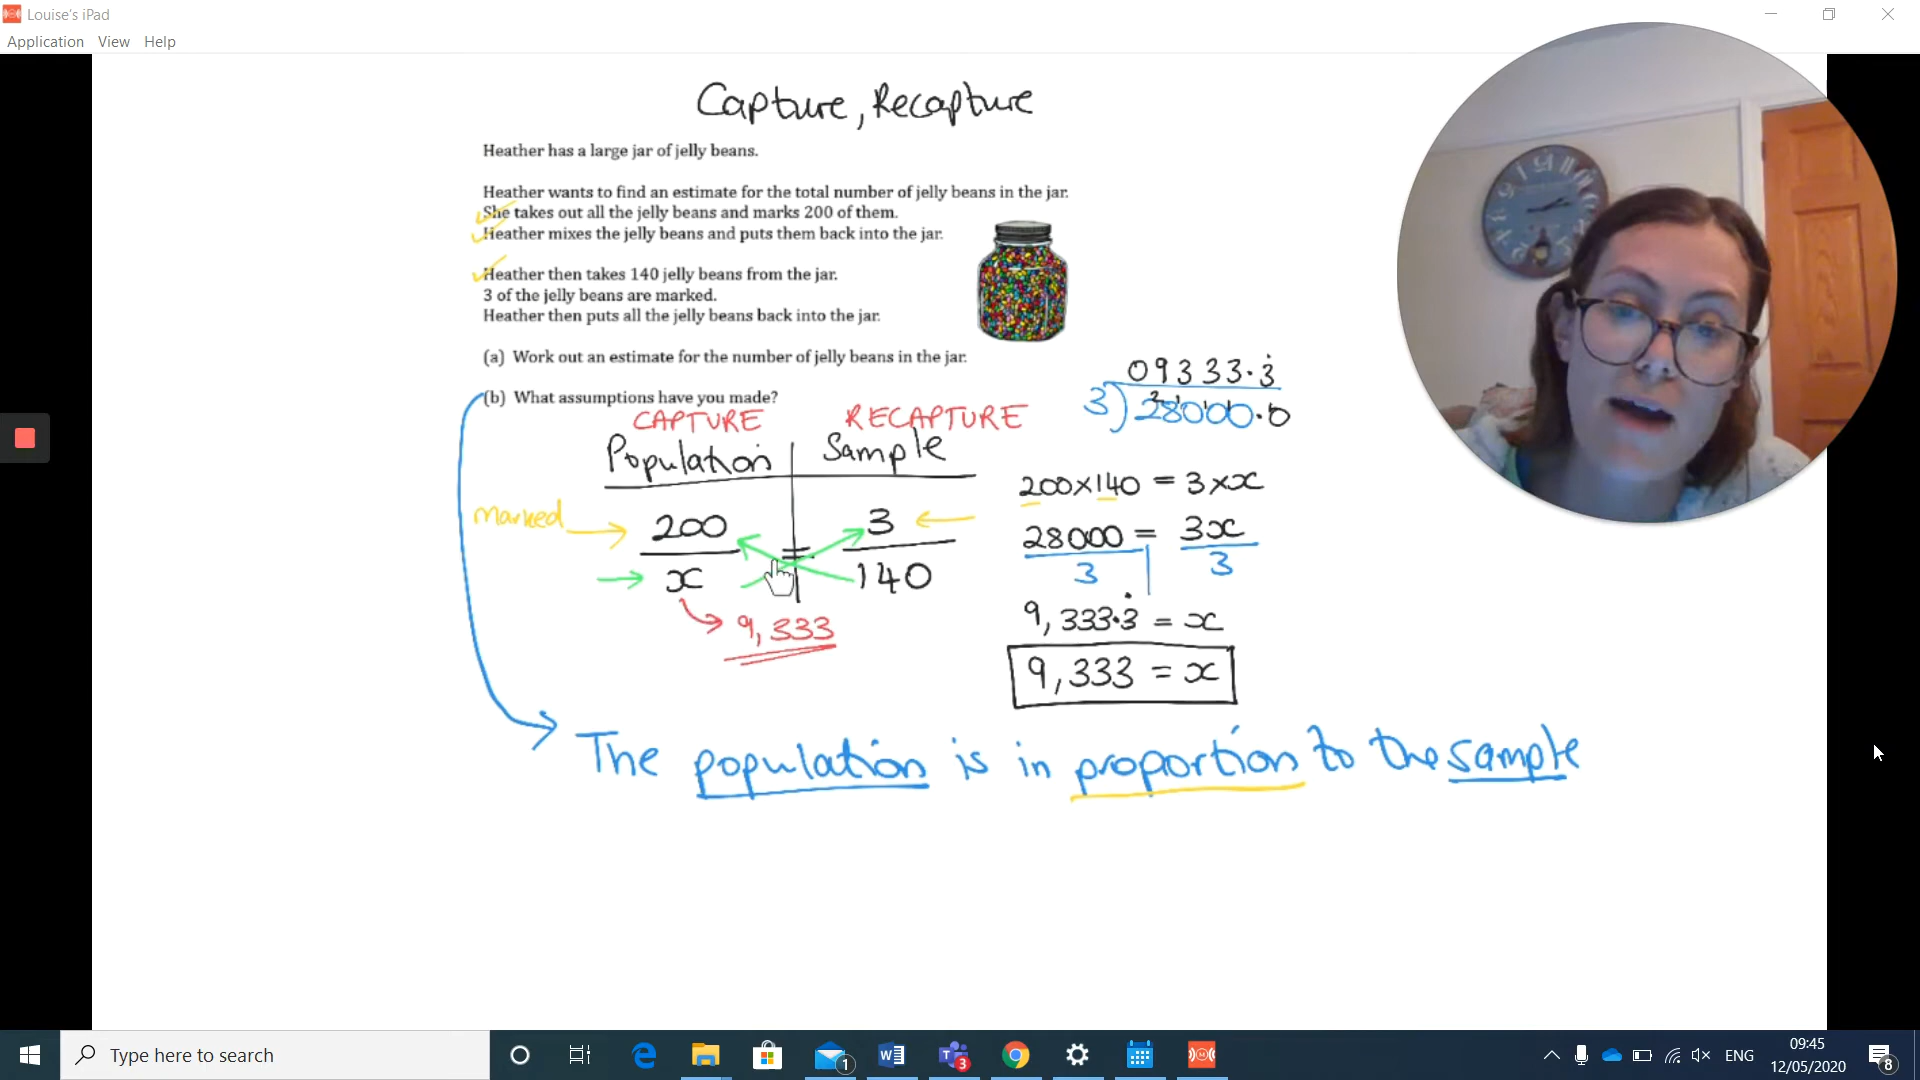 Louise's iPad
Application View Help
Capture, Recapture
Heather has a large jar of jelly beans.
Heather wants to find an estimate for the total number of jelly beans in the jar.
She takes out all the jelly beans and marks 200 of them.
Heather mixes the jelly beans and puts them back into the jar.
Heather then takes 140 jelly beans from the jar.
3 of the jelly beans are marked.
Heather then puts all the jelly beans back into the jar.
(a) Work out an estimate for the number of jelly beans in the jar.
(b) What assumptions have you made?
CAPTURE RECAPTURE
Population Sample
marked 200 = 3
x 140
9,333
09333.3̇
3)28000.0
200×140 = 3×x
28000 = 3x
3 3
9,333.3̇ = x
9,333 = x
The population is in proportion to the sample
Type here to search
1
3
ENG
09:45
12/05/2020
8